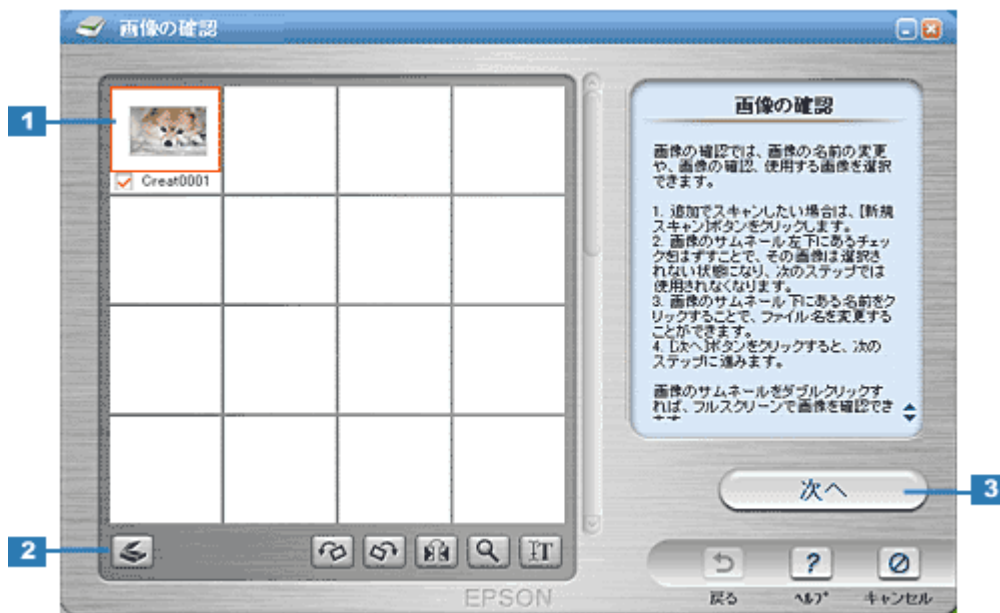 画像の確認
1
Creat0001
画像の確認
画像の確認では、画像の名前の変更
や、画像の確認、使用する画像を選択
できます。
1. 追加でスキャンしたい場合は、[新規
スキャン]ボタンをクリックします。
2. 画像のサムネール左下にあるチェッ
クをはずすことで、その画像は選択さ
れない状態になり、次のステップでは
使用されなくなります。
3. 画像のサムネール下にある名前をク
リックすることで、ファイル名を変更する
ことができます。
4. [次へ]ボタンをクリックすると、次の
ステップに進みます。
画像のサムネールをダブルクリックす
れば、フルスクリーンで画像を確認でき
次へ
3
2
T
?
戻る
ヘルプ
キャンセル
EPSON